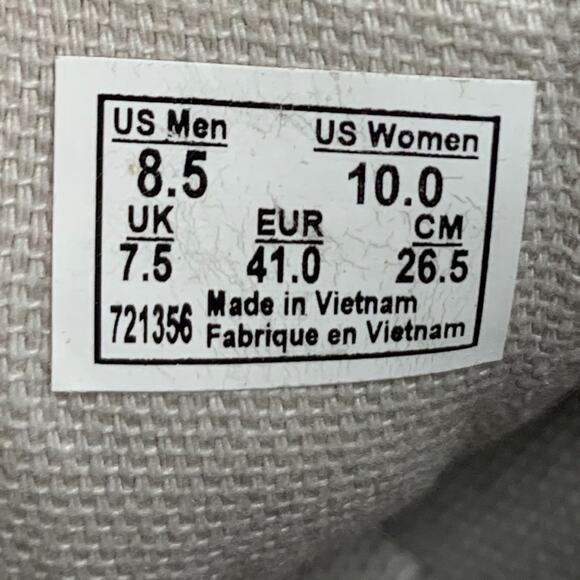 US Men US Women
8.5 10.0
UK EUR CM
7.5 41.0 26.5
721356 Made in Vietnam
Fabrique en Vietnam